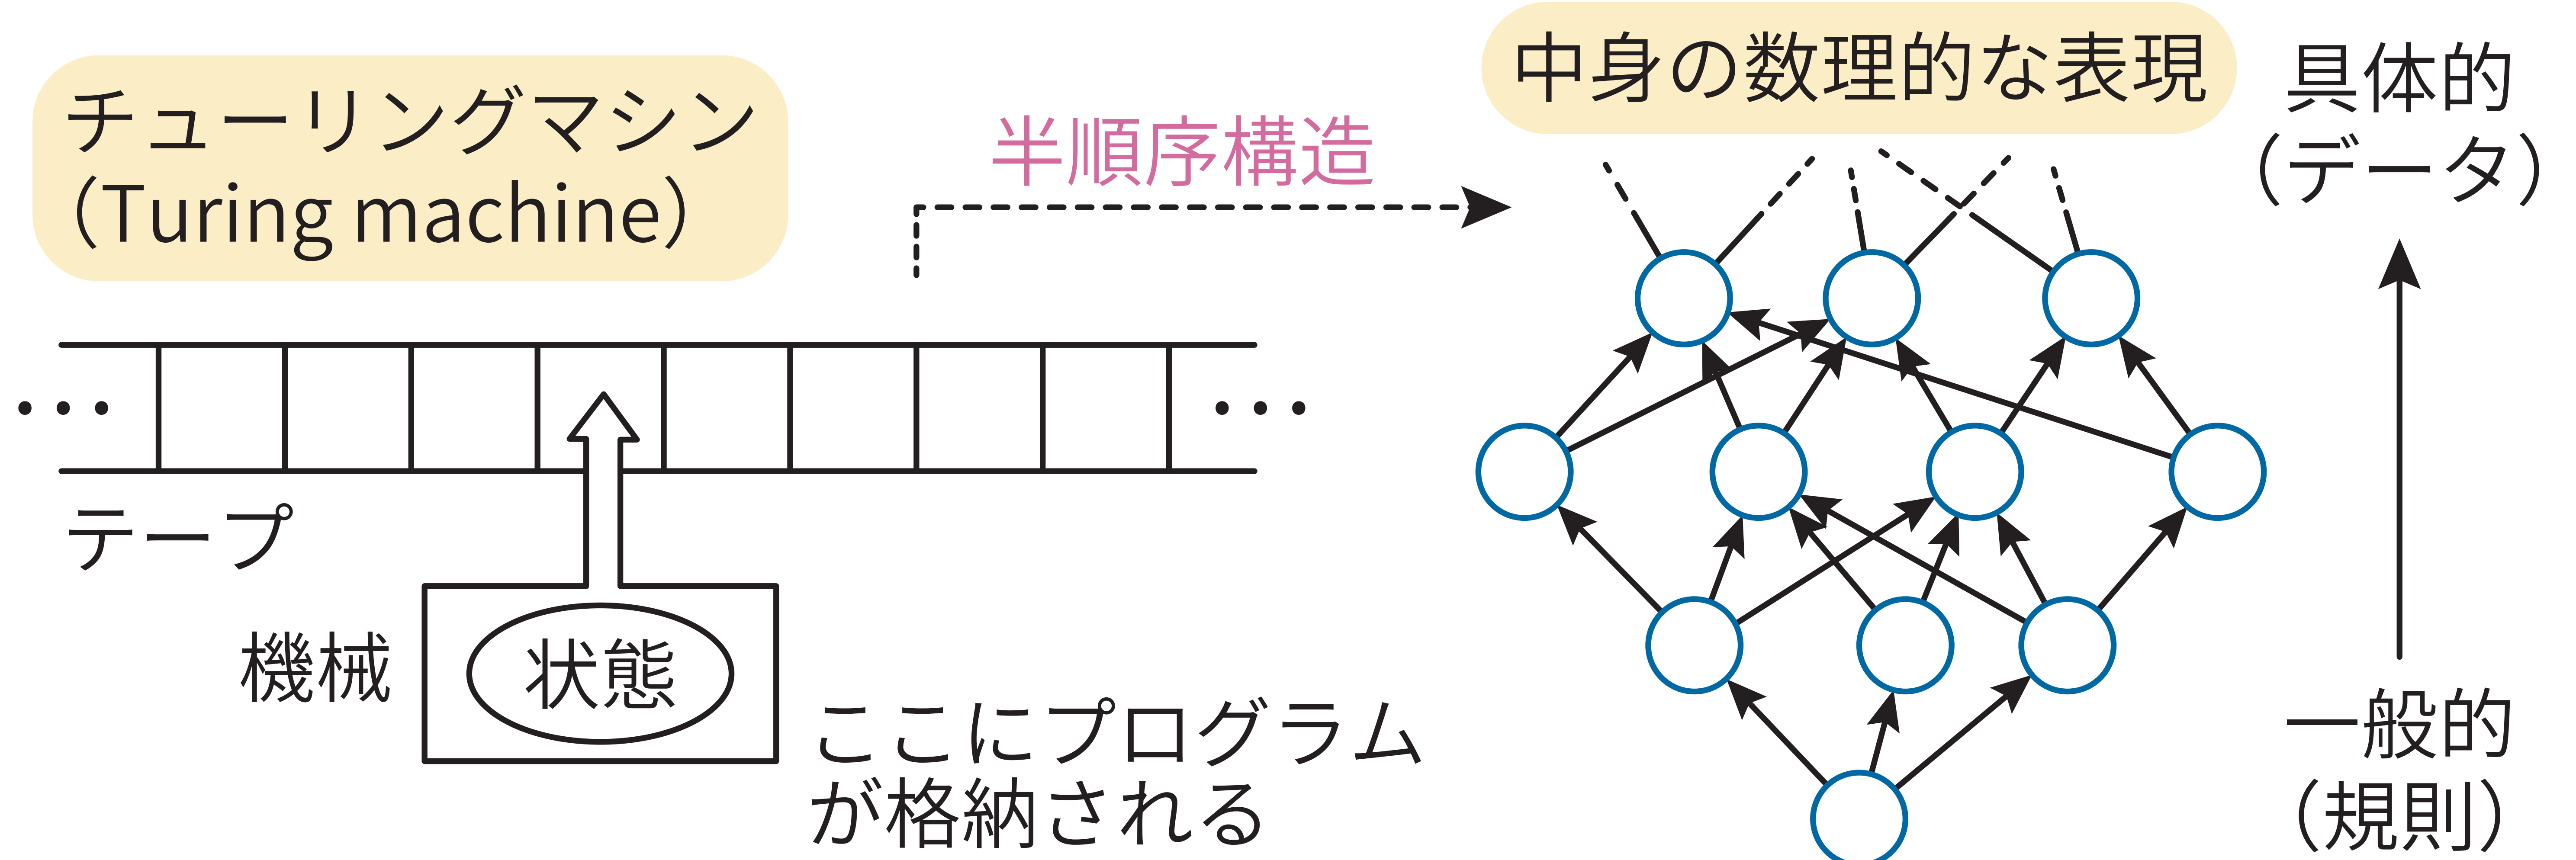 チューリングマシン
（Turing machine）
半順序構造
中身の数理的な表現
具体的
（データ）
テープ
機械
状態
ここにプログラム
が格納される
一般的
（規則）